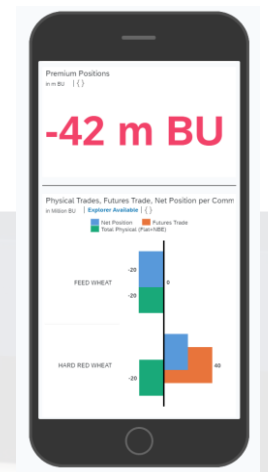 Premium Positions
in m BU | ( )
-42 m BU
Physical Trades, Futures Trade, Net Position per Comm
in Million BU | Explorer Available | ( )
Net Position Futures Trade
Total Physical (Flat+NBE)
-20
FEED WHEAT 0
-20
HARD RED WHEAT 40
-20